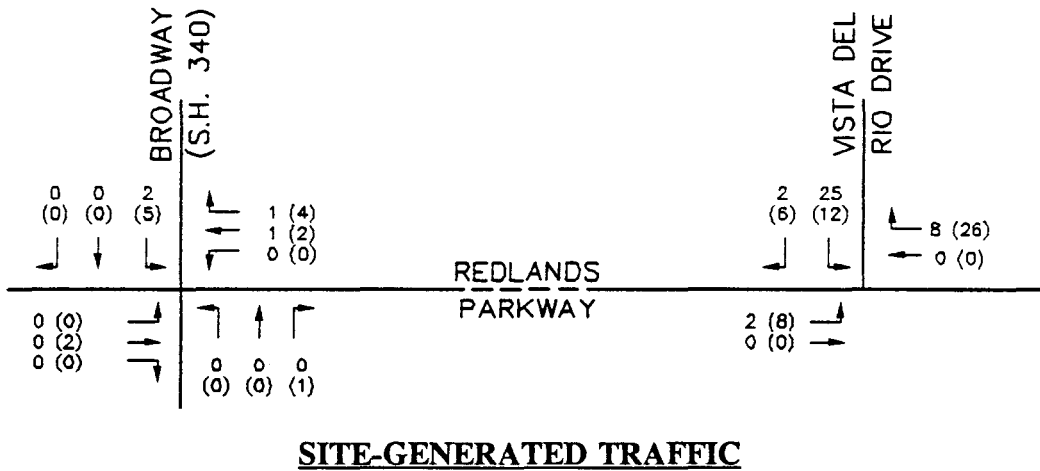 BROADWAY
(S.H. 340)
VISTA DEL
RIO DRIVE
0 0 2
(0) (0) (5)
1 (4)
1 (2)
0 (0)
2 25
(6) (12)
8 (26)
0 (0)
REDLANDS
PARKWAY
0 (0)
0 (2)
0 (0)
0 0 0
(0) (0) (1)
2 (8)
0 (0)
SITE-GENERATED TRAFFIC